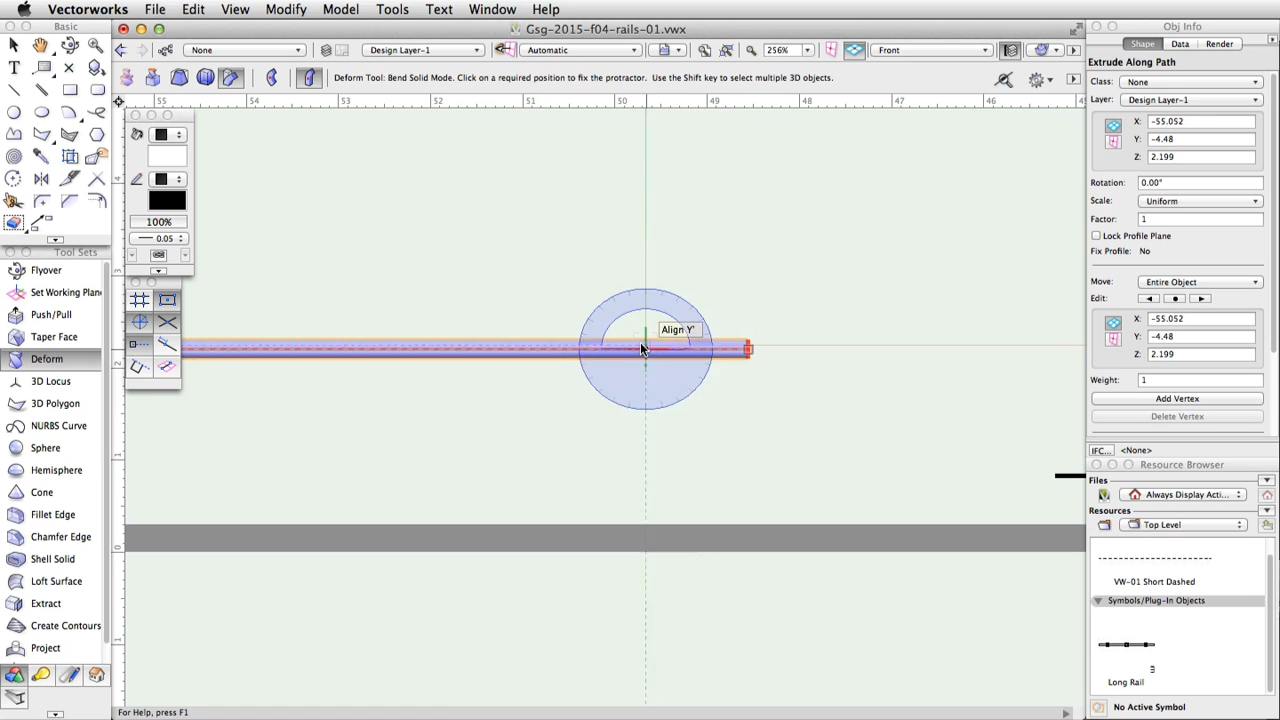 Vectorworks File Edit View Modify Model Tools Text Window Help
Basic
Gsg-2015-f04-rails-01.vwx
Obj Info
None
Design Layer-1
Automatic
256%
Front
Shape Data Render
Deform Tool: Bend Solid Mode. Click on a required position to fix the protractor. Use the Shift key to select multiple 3D objects.
Extrude Along Path
Class: None
Layer: Design Layer-1
55 54 53 52 51 50 49 48 47 46 45
X: -55.052
Y: -4.48
Z: 2.199
Rotation: 0.00°
Scale: Uniform
Factor: 1
Lock Profile Plane
Fix Profile: No
Move: Entire Object
Edit:
X: -55.052
Y: -4.48
Z: 2.199
Weight: 1
Add Vertex
Delete Vertex
IFC... <None>
Resource Browser
Files
Always Display Acti...
Resources
Top Level
VW-01 Short Dashed
Symbols/Plug-In Objects
Long Rail
No Active Symbol
100%
0.05
4
3
2
1
0
1
Align Y'
Tool Sets
Flyover
Set Working Plane
Push/Pull
Taper Face
Deform
3D Locus
3D Polygon
NURBS Curve
Sphere
Hemisphere
Cone
Fillet Edge
Chamfer Edge
Shell Solid
Loft Surface
Extract
Create Contours
Project
For Help, press F1